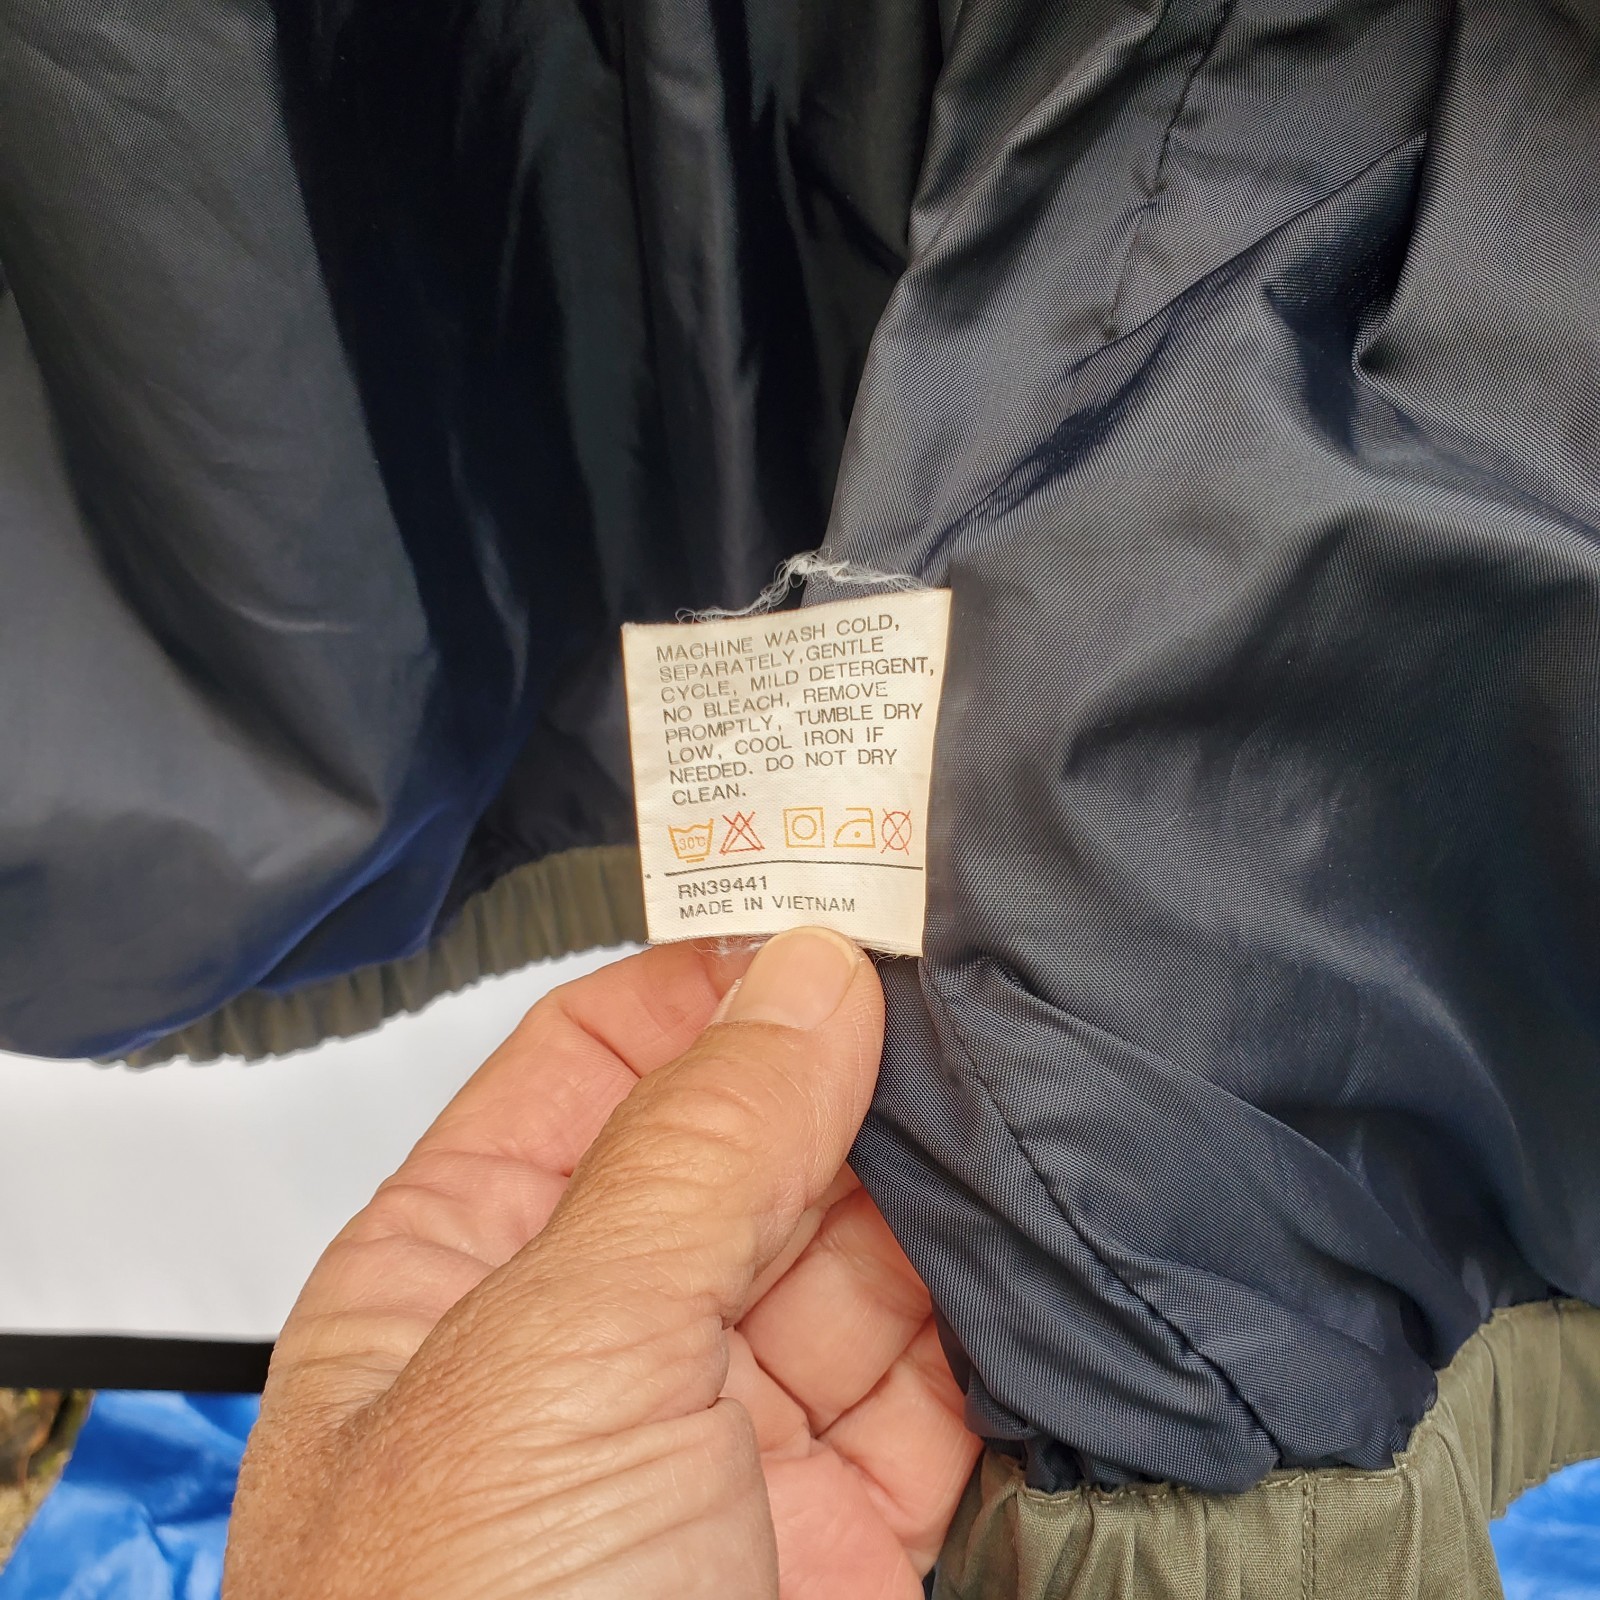 MACHINE WASH COLD,
SEPARATELY,GENTLE
CYCLE, MILD DETERGENT,
NO BLEACH, REMOVE
PROMPTLY, TUMBLE DRY
LOW, COOL IRON IF
NEEDED. DO NOT DRY
CLEAN.
30°C
RN39441
MADE IN VIETNAM